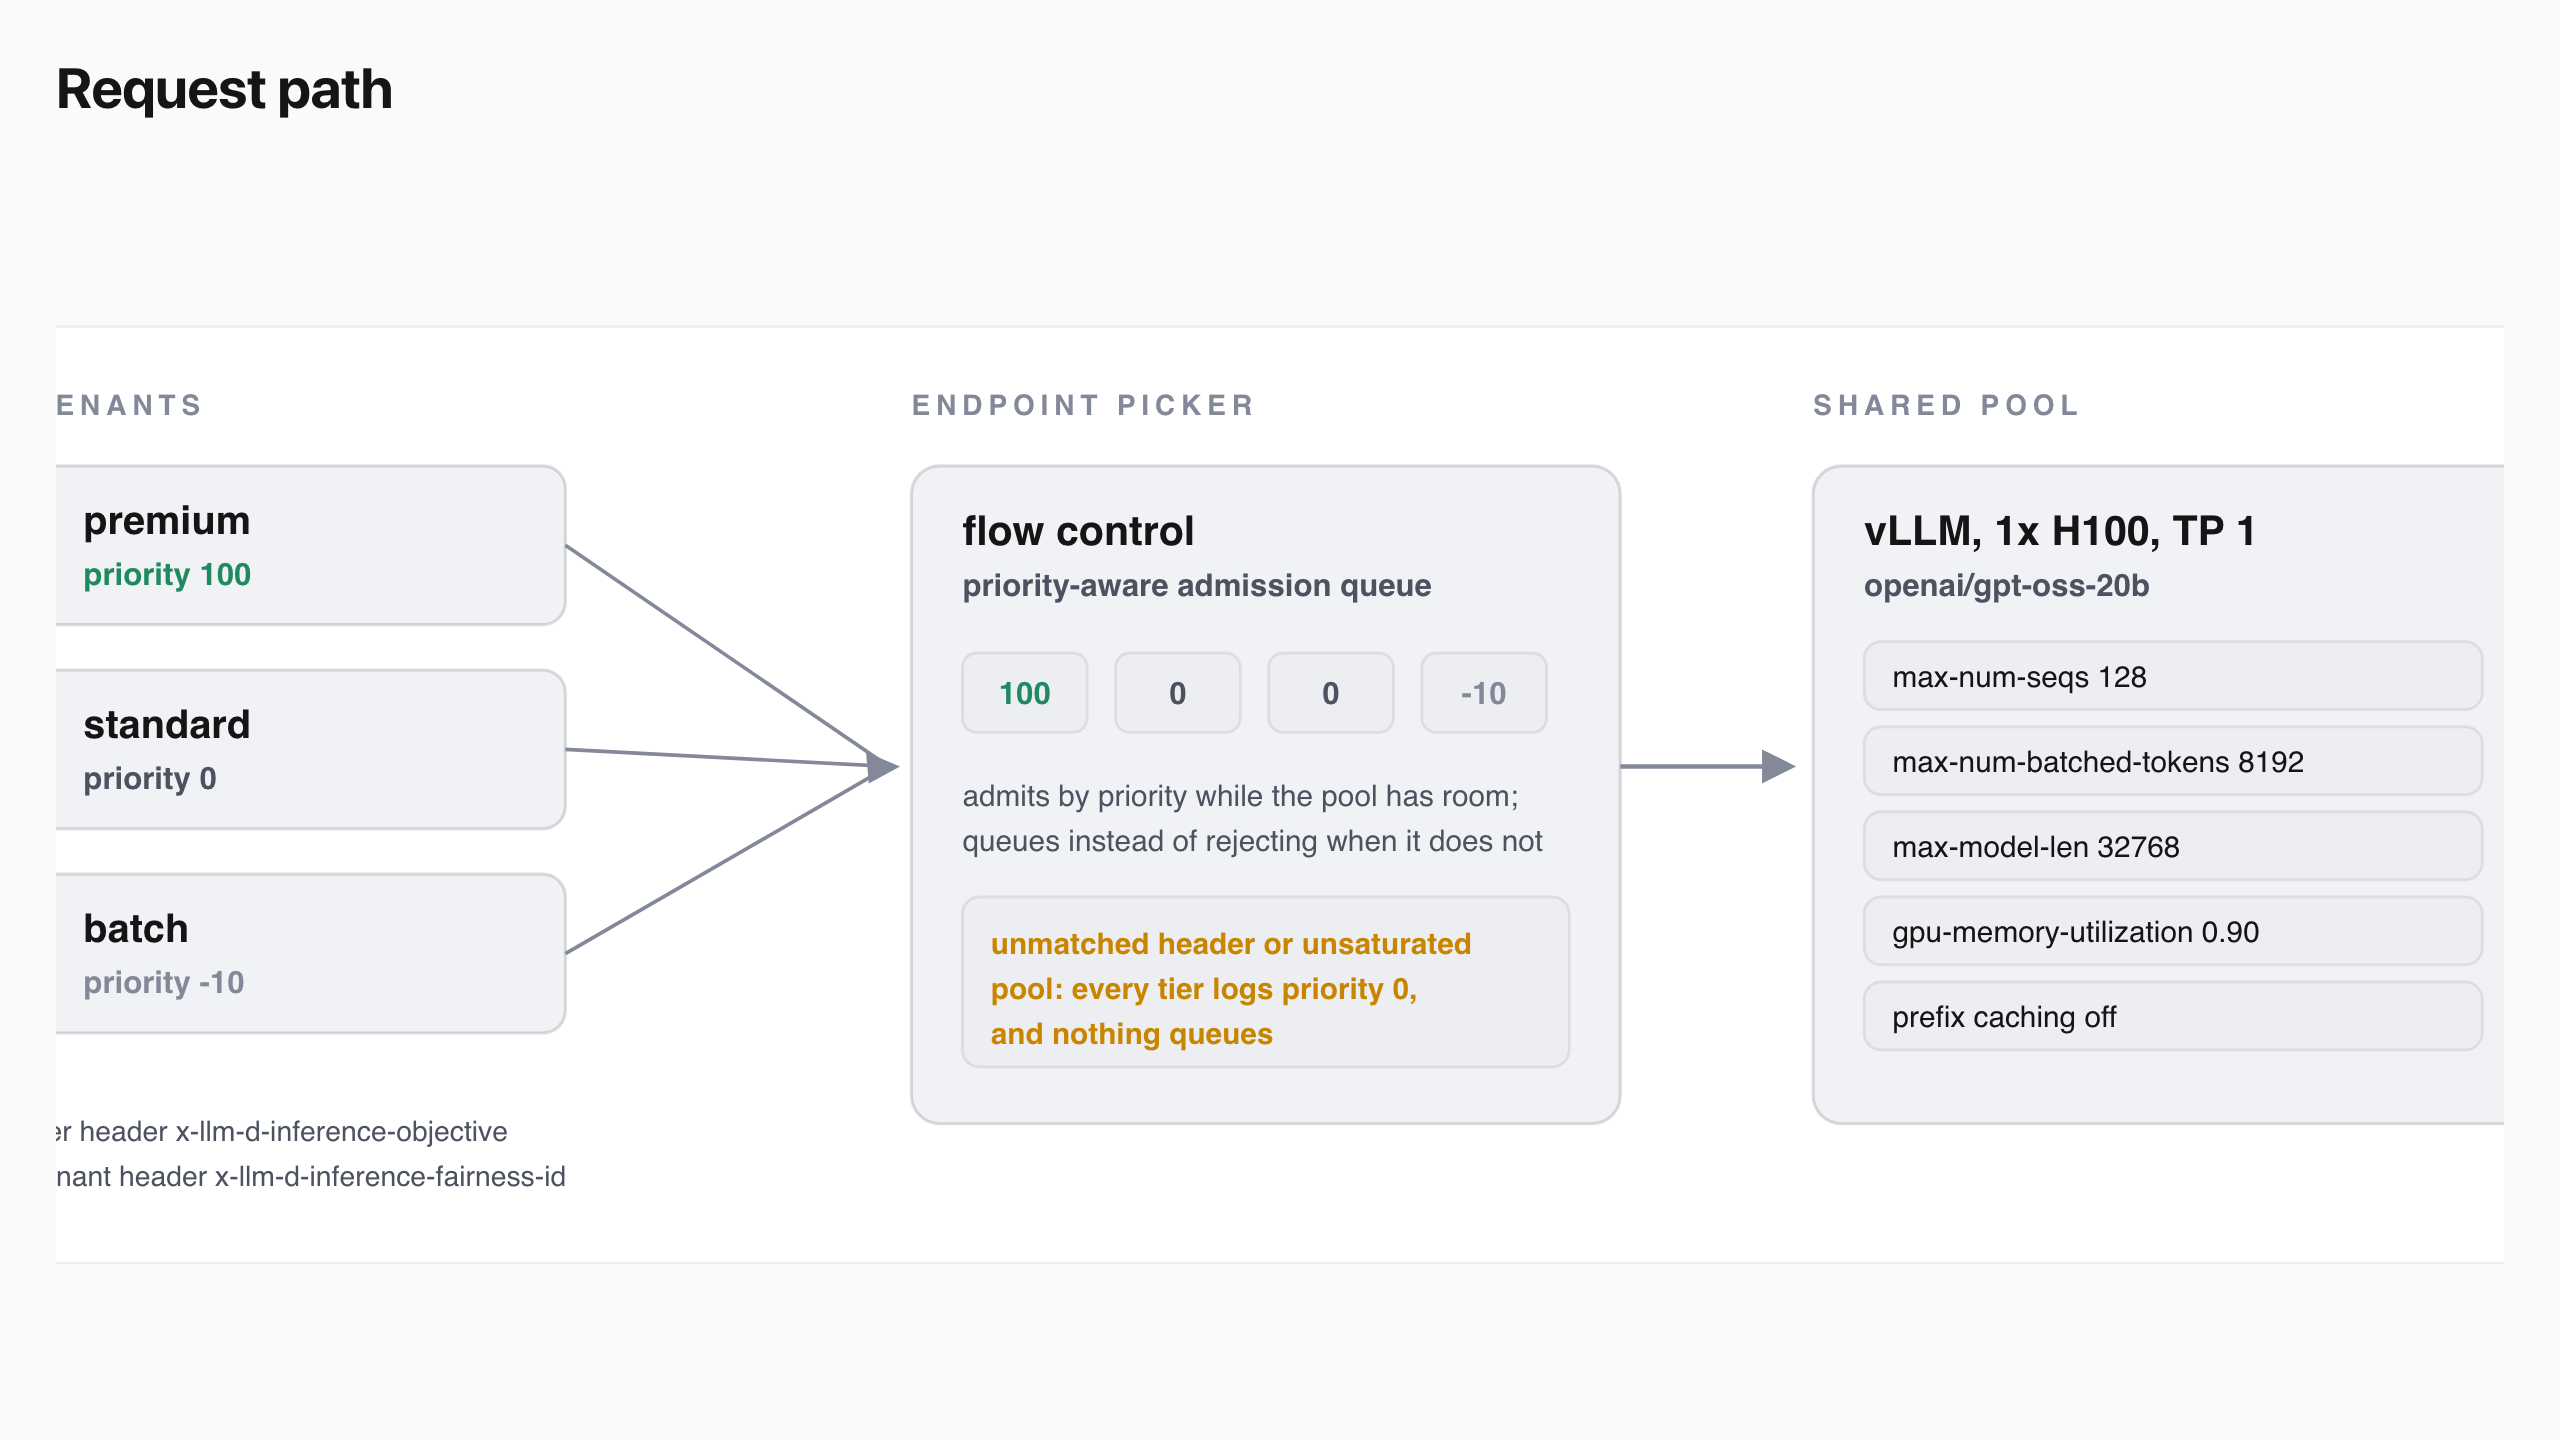 Request path
ENANTS
premium
priority 100
standard
priority 0
batch
priority -10
er header x-llm-d-inference-objective
nant header x-llm-d-inference-fairness-id
ENDPOINT PICKER
flow control
priority-aware admission queue
100 0 0 -10
admits by priority while the pool has room;
queues instead of rejecting when it does not
unmatched header or unsaturated
pool: every tier logs priority 0,
and nothing queues
SHARED POOL
vLLM, 1x H100, TP 1
openai/gpt-oss-20b
max-num-seqs 128
max-num-batched-tokens 8192
max-model-len 32768
gpu-memory-utilization 0.90
prefix caching off